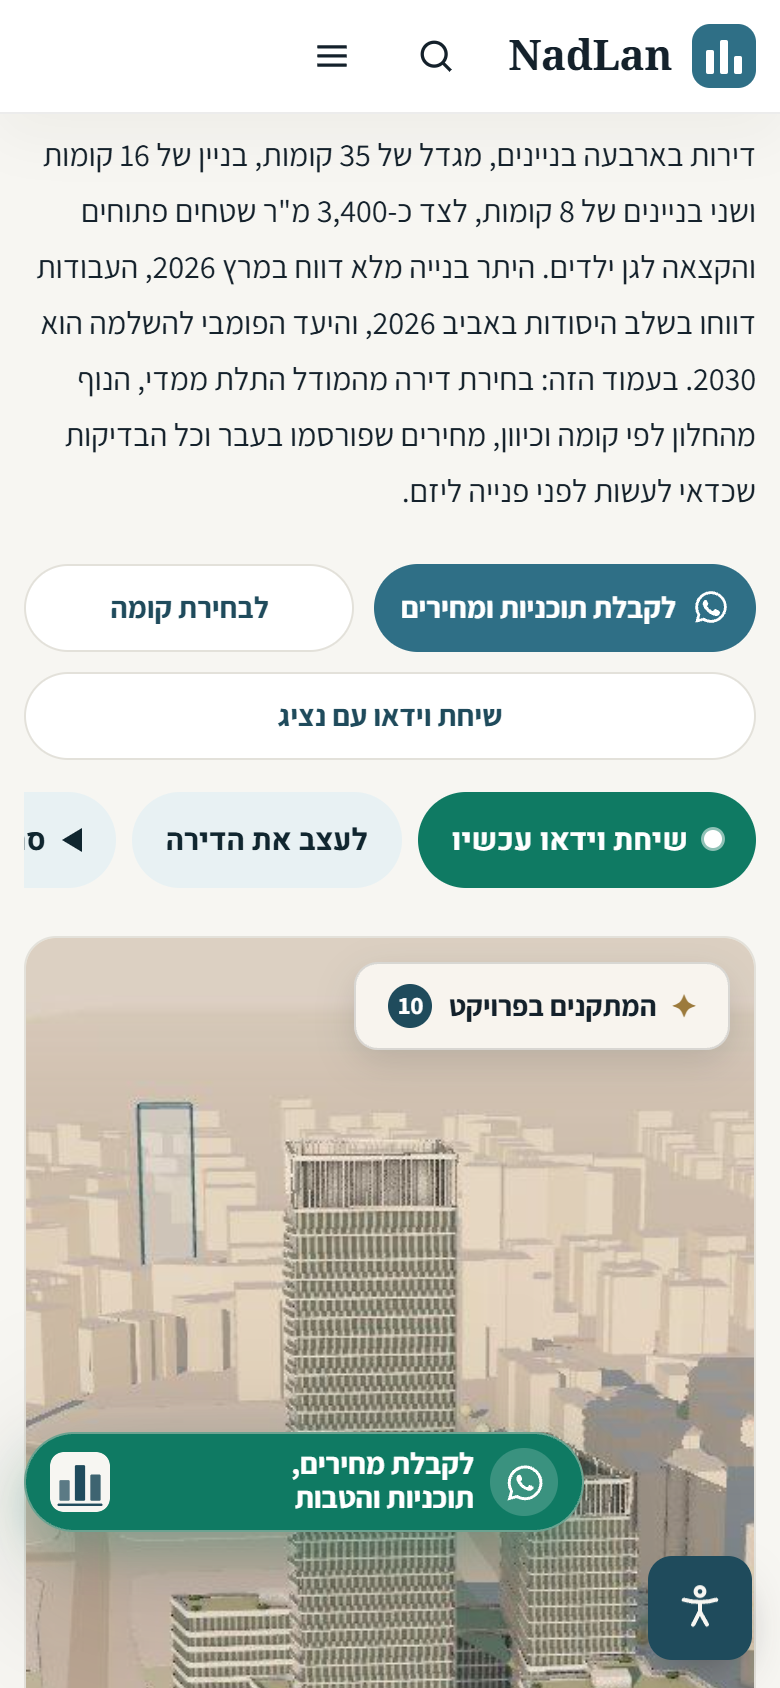 NadLan
דירות בארבעה בניינים, מגדל של 35 קומות, בניין של 16 קומות
ושני בניינים של 8 קומות, לצד כ-3,400 מ"ר שטחים פתוחים
והקצאה לגן ילדים. היתר בנייה מלא דווח במרץ 2026, העבודות
דווחו בשלב היסודות באביב 2026, והיעד הפומבי להשלמה הוא
2030. בעמוד הזה: בחירת דירה מהמודל התלת ממדי, הנוף
מהחלון לפי קומה וכיוון, מחירים שפורסמו בעבר וכל הבדיקות
שכדאי לעשות לפני פנייה ליזם.
לקבלת תוכניות ומחירים
לבחירת קומה
שיחת וידאו עם נציג
שיחת וידאו עכשיו
לעצב את הדירה
המתקנים בפרויקט 10
לקבלת מחירים,
תוכניות והטבות